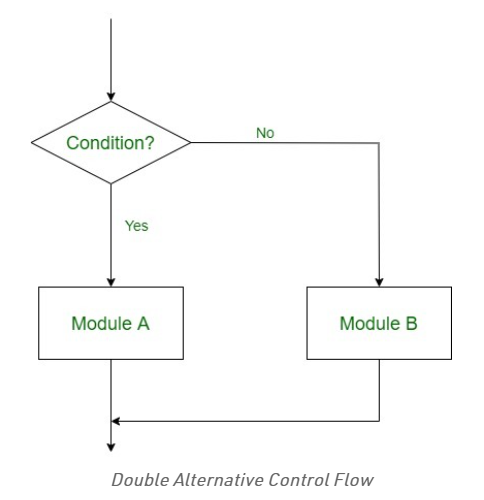 Condition?
No
Yes
Module A
Module B
Double Alternative Control Flow